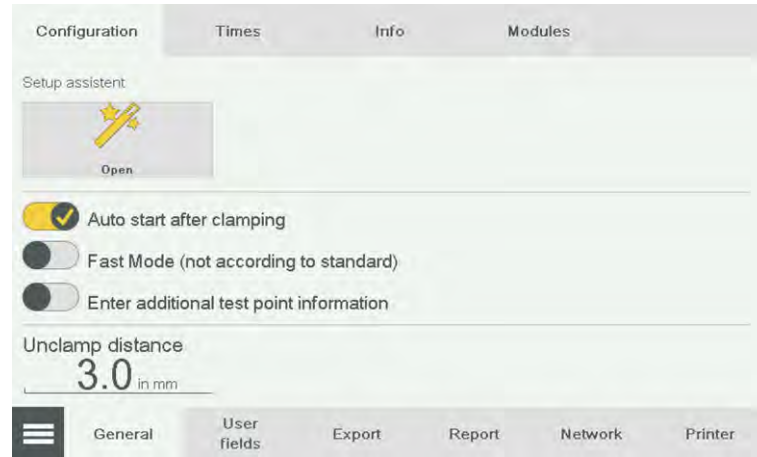 Configuration Times Info Modules
Setup assistent
Open
Auto start after clamping
Fast Mode (not according to standard)
Enter additional test point information
Unclamp distance
3.0 in mm
General User fields Export Report Network Printer